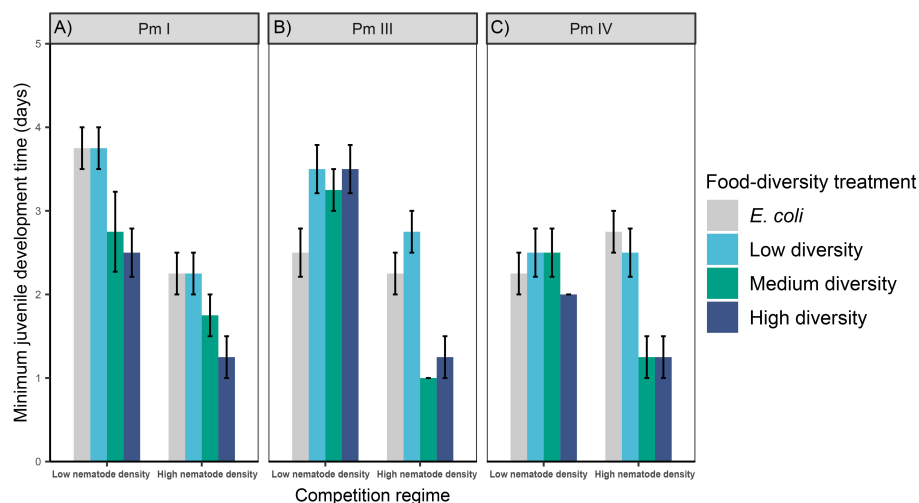 A) Pm I
B) Pm III
C) Pm IV
Minimum juvenile development time (days)
5
4
3
2
1
0
Low nematode density High nematode density
Low nematode density High nematode density
Low nematode density High nematode density
Competition regime
Food-diversity treatment
E. coli
Low diversity
Medium diversity
High diversity